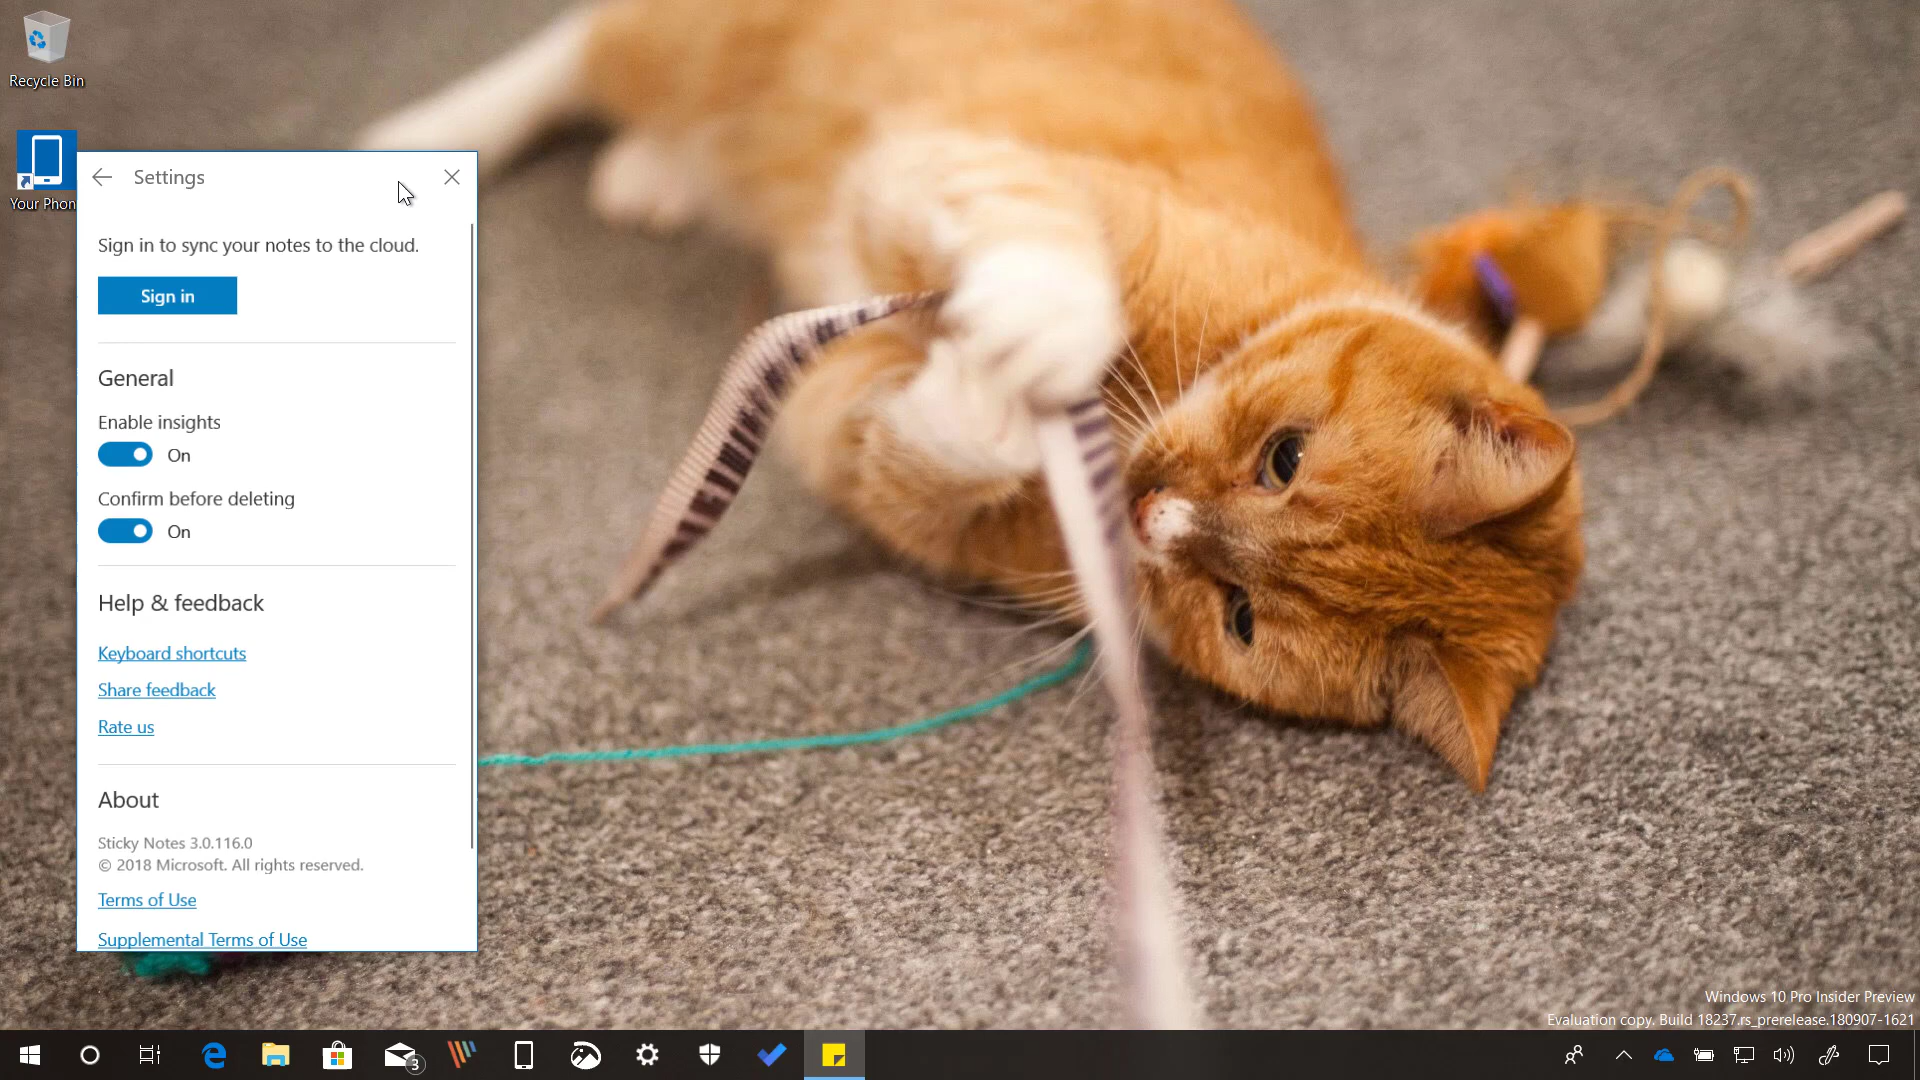 Recycle Bin
Your Phon
Settings
Sign in to sync your notes to the cloud.
Sign in
General
Enable insights
On
Confirm before deleting
On
Help & feedback
Keyboard shortcuts
Share feedback
Rate us
About
Sticky Notes 3.0.116.0
© 2018 Microsoft. All rights reserved.
Terms of Use
Supplemental Terms of Use
Windows 10 Pro Insider Preview
Evaluation copy. Build 18237.rs_prerelease.180907-1621
3